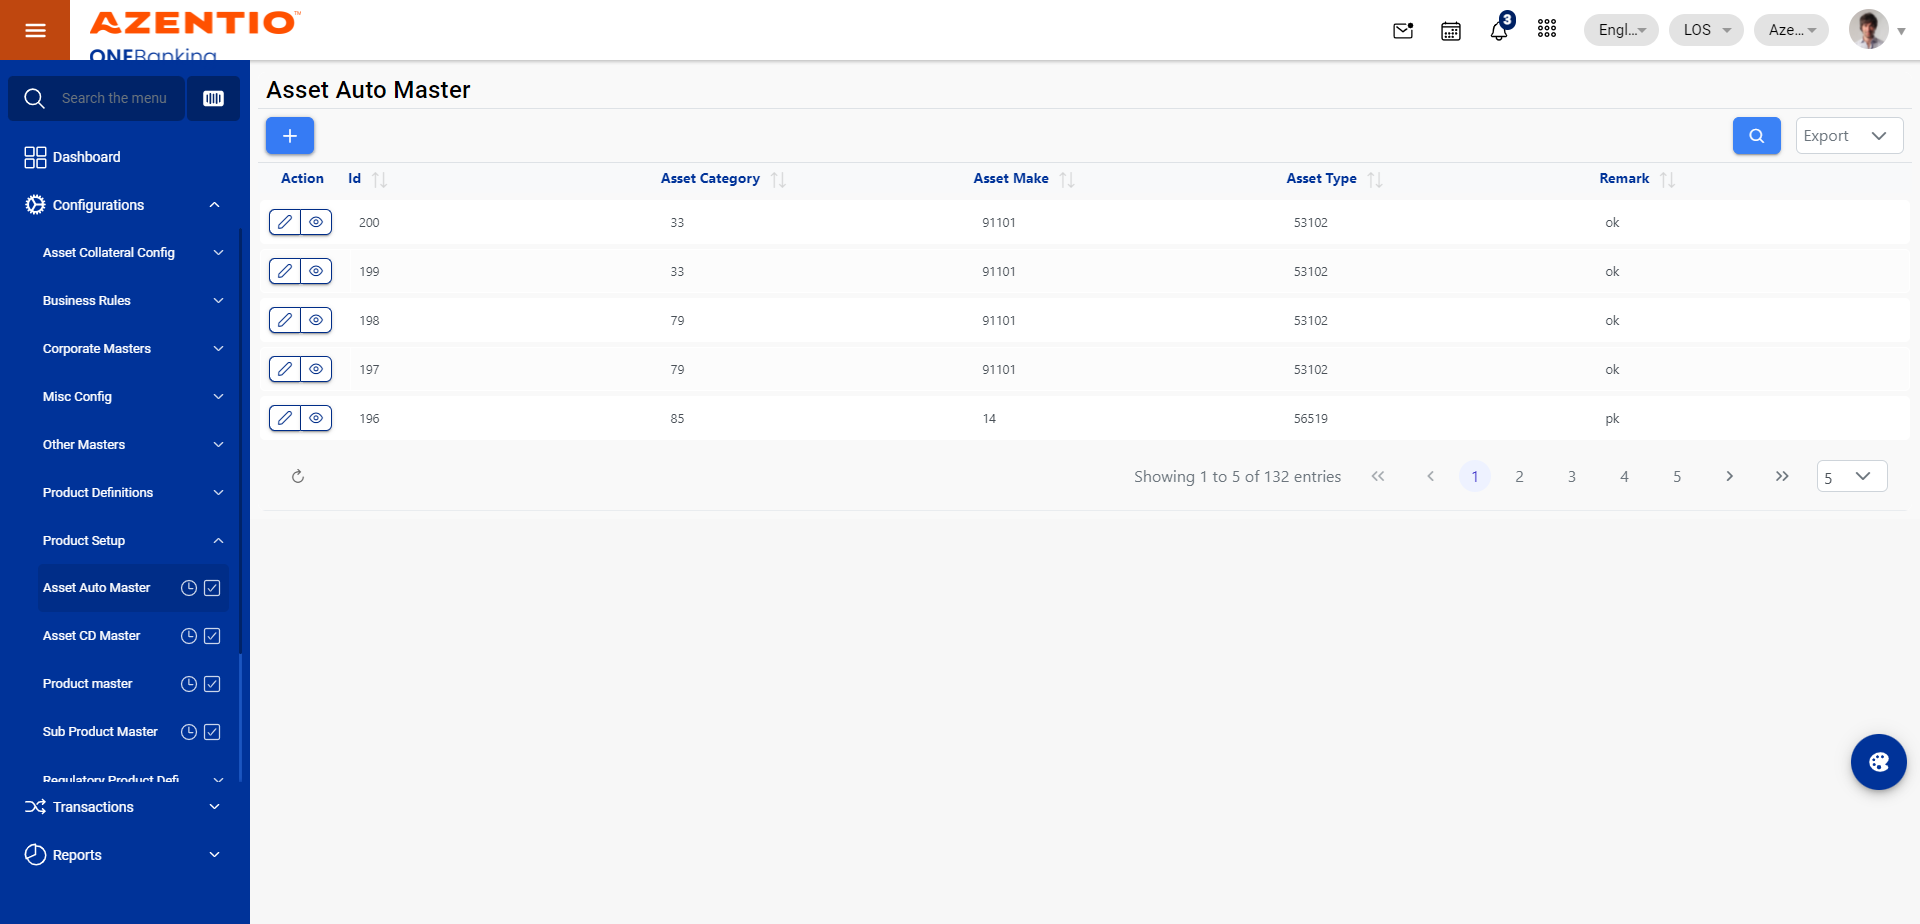 AZENTIO™
ONEBanking
3
Engl...
LOS
Aze...
Search the menu
Dashboard
Configurations
Asset Collateral Config
Business Rules
Corporate Masters
Misc Config
Other Masters
Product Definitions
Product Setup
Asset Auto Master
Asset CD Master
Product master
Sub Product Master
Regulatory Product Defi
Transactions
Reports
Asset Auto Master
Export
Action Id Asset Category Asset Make Asset Type Remark
200 33 91101 53102 ok
199 33 91101 53102 ok
198 79 91101 53102 ok
197 79 91101 53102 ok
196 85 14 56519 pk
Showing 1 to 5 of 132 entries 1 2 3 4 5 5